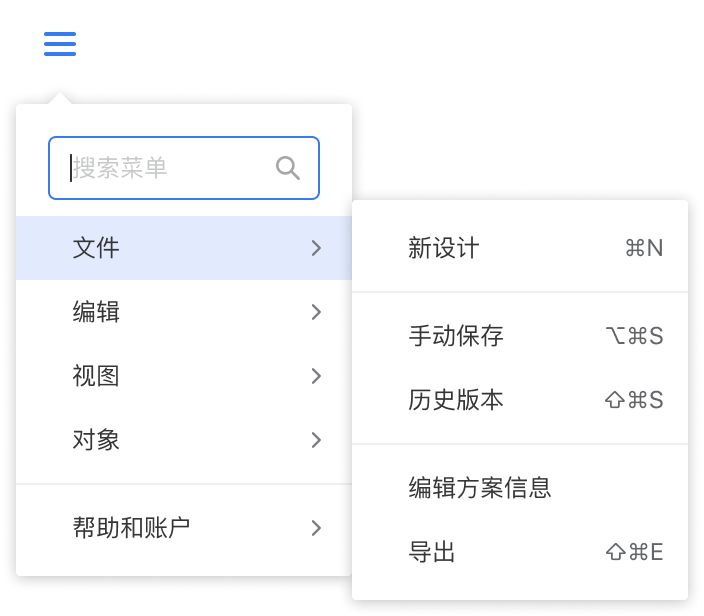 搜索菜单
文件
编辑
视图
对象
帮助和账户
新设计 ⌘N
手动保存 ⌥⌘S
历史版本 ⇧⌘S
编辑方案信息
导出 ⇧⌘E